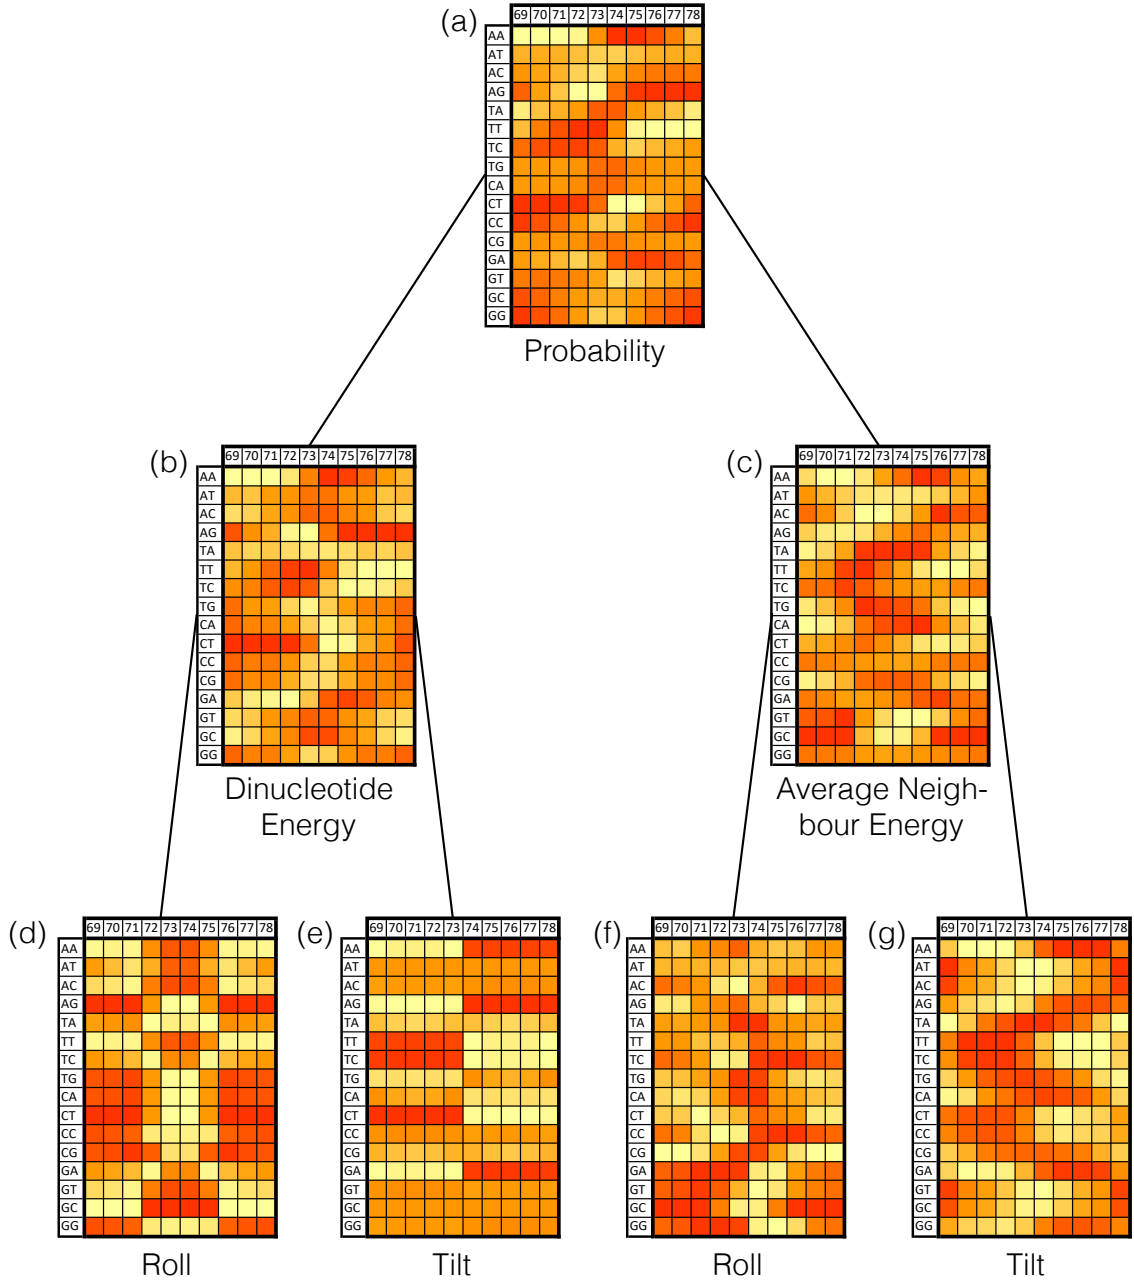 (a)
69 70 71 72 73 74 75 76 77 78
AA
AT
AC
AG
TA
TT
TC
TG
CA
CT
CC
CG
GA
GT
GC
GG
Probability
(b)
69 70 71 72 73 74 75 76 77 78
AA
AT
AC
AG
TA
TT
TC
TG
CA
CT
CC
CG
GA
GT
GC
GG
Dinucleotide
Energy
(c)
69 70 71 72 73 74 75 76 77 78
AA
AT
AC
AG
TA
TT
TC
TG
CA
CT
CC
CG
GA
GT
GC
GG
Average Neigh-
bour Energy
(d)
69 70 71 72 73 74 75 76 77 78
AA
AT
AC
AG
TA
TT
TC
TG
CA
CT
CC
CG
GA
GT
GC
GG
Roll
(e)
69 70 71 72 73 74 75 76 77 78
AA
AT
AC
AG
TA
TT
TC
TG
CA
CT
CC
CG
GA
GT
GC
GG
Tilt
(f)
69 70 71 72 73 74 75 76 77 78
AA
AT
AC
AG
TA
TT
TC
TG
CA
CT
CC
CG
GA
GT
GC
GG
Roll
(g)
69 70 71 72 73 74 75 76 77 78
AA
AT
AC
AG
TA
TT
TC
TG
CA
CT
CC
CG
GA
GT
GC
GG
Tilt